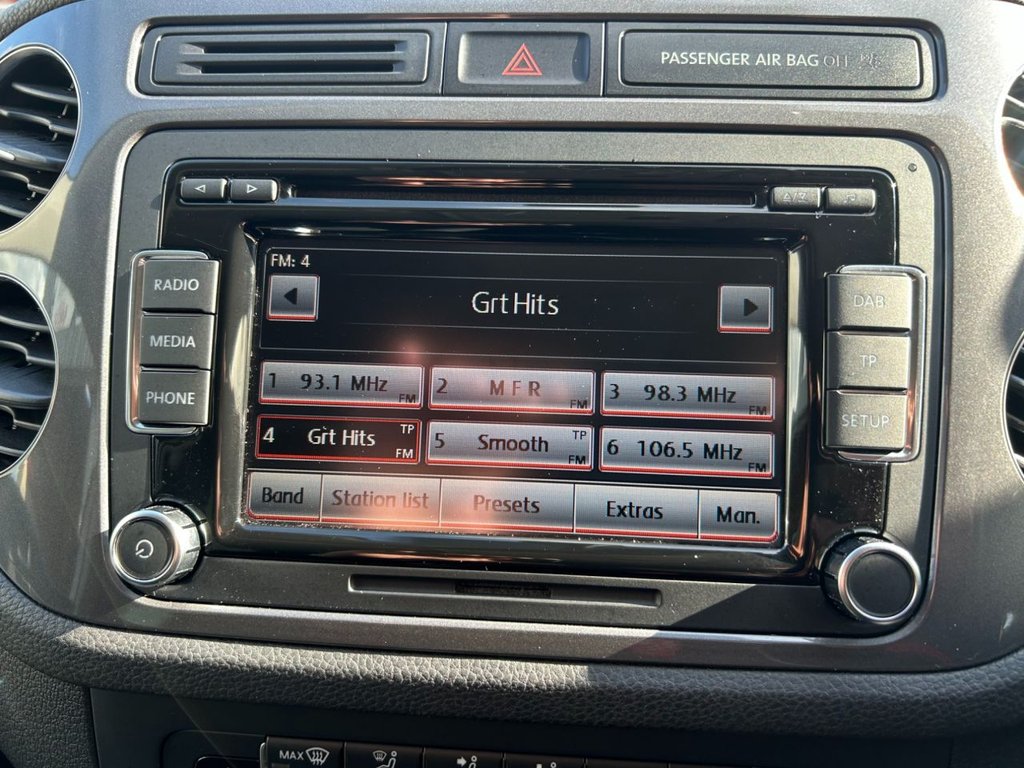 PASSENGER AIR BAG OFF
FM: 4
Grt Hits
RADIO
MEDIA
PHONE
DAB
TP
SETUP
1 93.1 MHz FM
2 M F R FM
3 98.3 MHz FM
4 Grt Hits TP FM
5 Smooth TP FM
6 106.5 MHz FM
Band Station list Presets Extras Man.
MAX